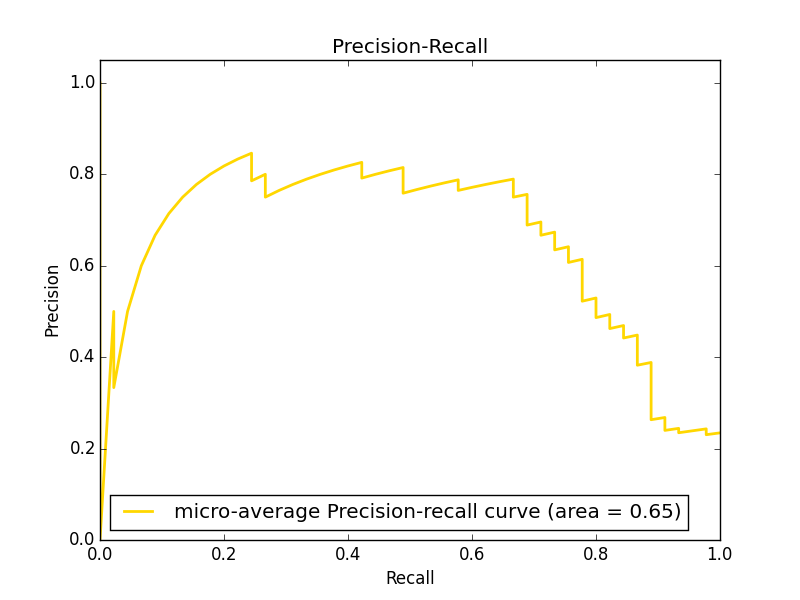 Precision-Recall
1.0
0.8
0.6
0.4
0.2
0.0
Precision
micro-average Precision-recall curve (area = 0.65)
0.0 0.2 0.4 0.6 0.8 1.0
Recall